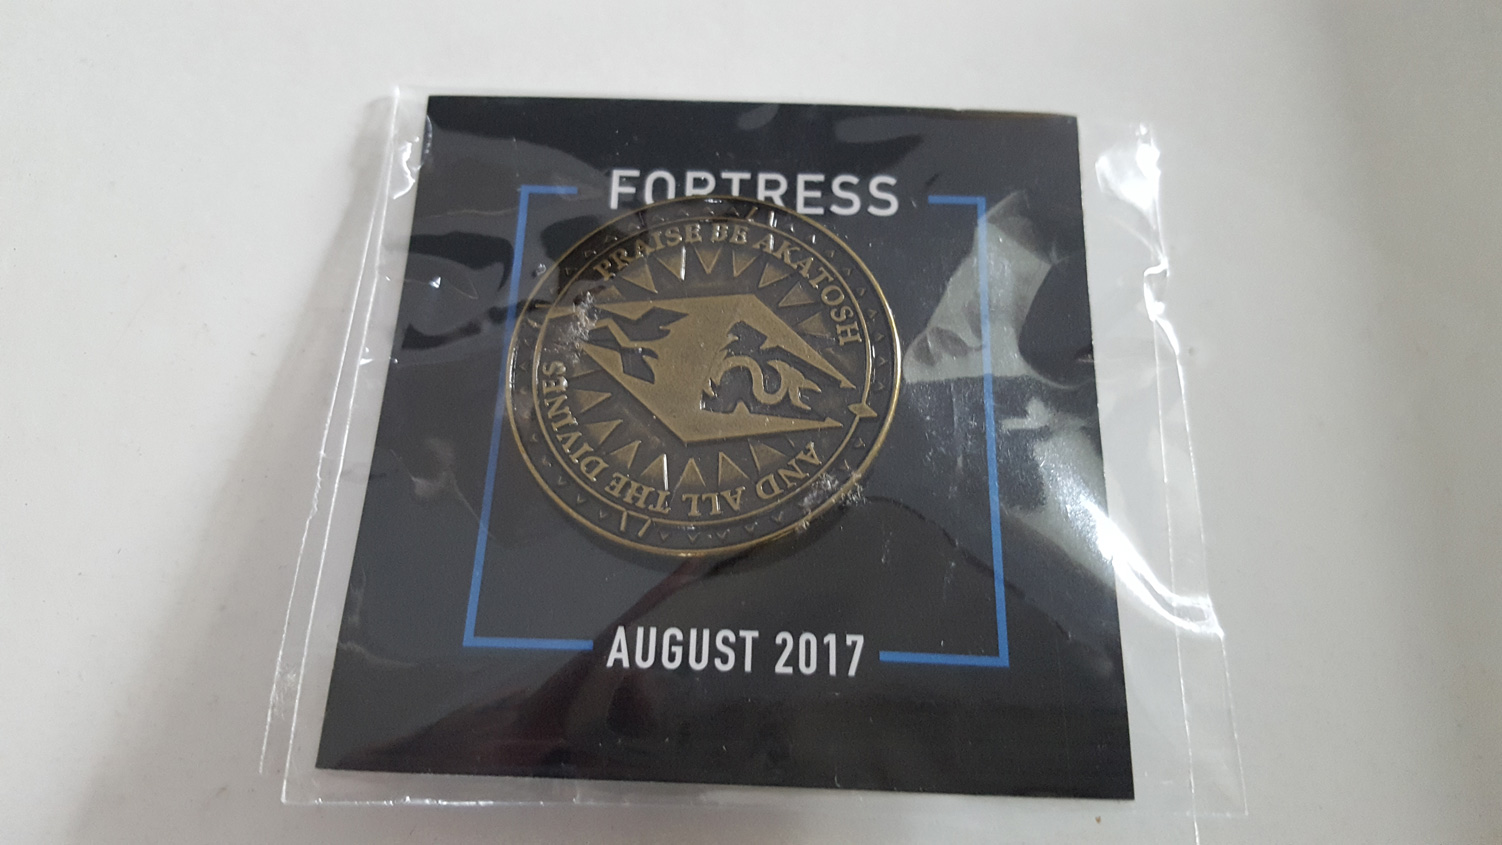 FORTRESS
PRAISE BE AKATOSH
AND ALL THE DIVINES
AUGUST 2017